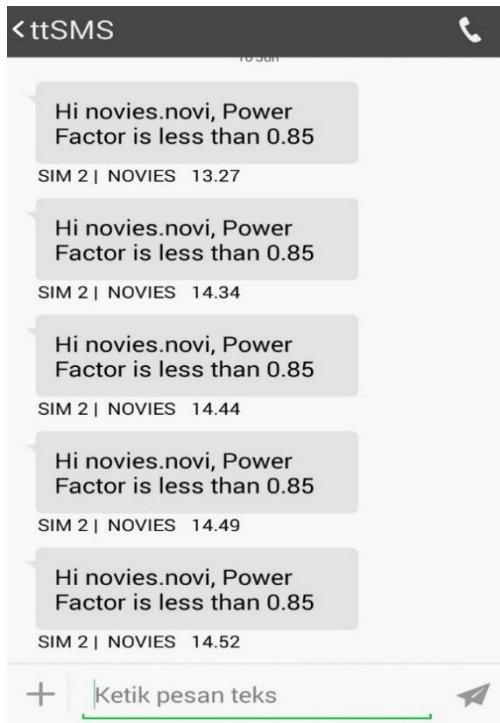 ttSMS
Hi novies.novi, Power
Factor is less than 0.85
SIM 2 | NOVIES 13.27
Hi novies.novi, Power
Factor is less than 0.85
SIM 2 | NOVIES 14.34
Hi novies.novi, Power
Factor is less than 0.85
SIM 2 | NOVIES 14.44
Hi novies.novi, Power
Factor is less than 0.85
SIM 2 | NOVIES 14.49
Hi novies.novi, Power
Factor is less than 0.85
SIM 2 | NOVIES 14.52
Ketik pesan teks